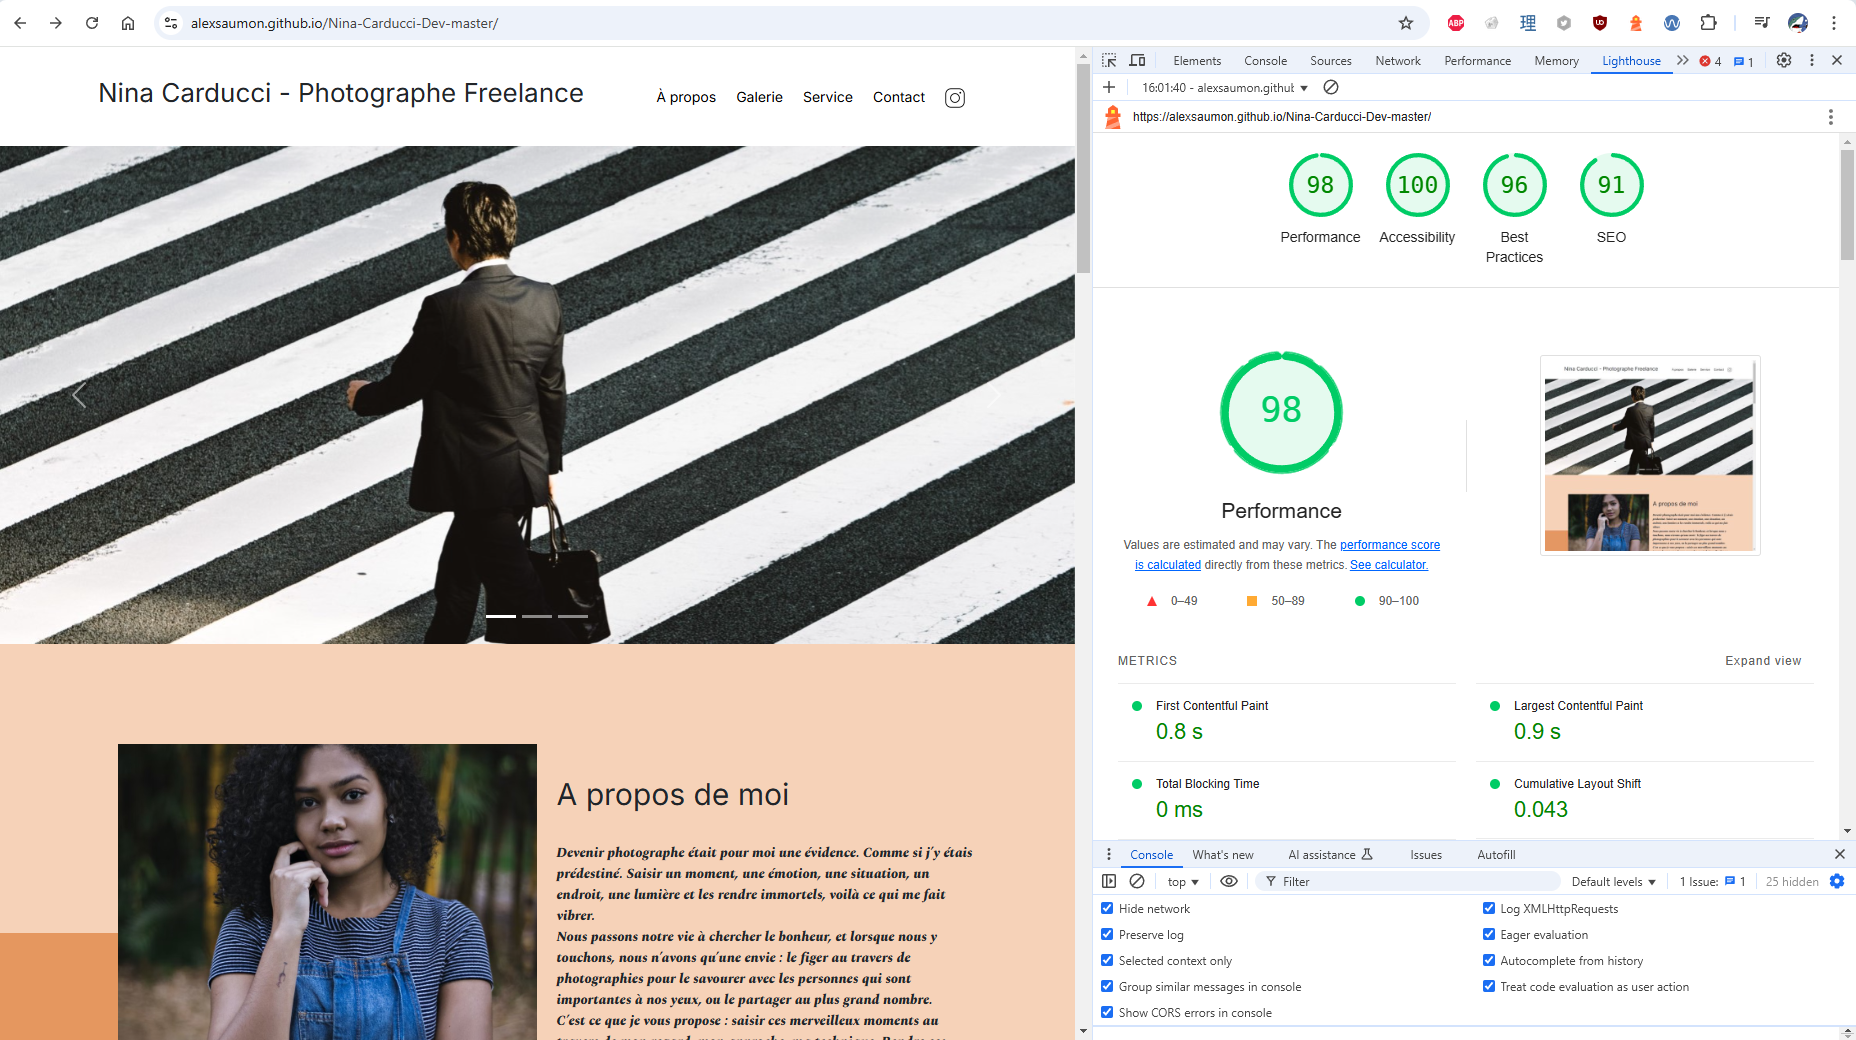 alexsaumon.github.io/Nina-Carducci-Dev-master/
ABP
Nina Carducci - Photographe Freelance
À propos
Galerie
Service
Contact
A propos de moi
Devenir photographe était pour moi une évidence. Comme si j'y étais
prédestiné. Saisir un moment, une émotion, une situation, un
endroit, une lumière et les rendre immortels, voilà ce qui me fait
vibrer.
Nous passons notre vie à chercher le bonheur, et lorsque nous y
touchons, nous n'avons qu'une envie : le figer au travers de
photographies pour le savourer avec les personnes qui sont
importantes à nos yeux, ou le partager au plus grand nombre.
C'est ce que je vous propose : saisir ces merveilleux moments au
Elements
Console
Sources
Network
Performance
Memory
Lighthouse
4
1
16:01:40 - alexsaumon.github
https://alexsaumon.github.io/Nina-Carducci-Dev-master/
98
Performance
100
Accessibility
96
Best
Practices
91
SEO
98
Performance
Values are estimated and may vary. The performance score
is calculated directly from these metrics. See calculator.
0–49
50–89
90–100
Nina Carducci - Photographe Freelance
A propos de moi
METRICS
Expand view
First Contentful Paint
0.8 s
Largest Contentful Paint
0.9 s
Total Blocking Time
0 ms
Cumulative Layout Shift
0.043
Console
What's new
AI assistance
Issues
Autofill
top
Filter
Default levels
1 Issue:
1
25 hidden
Hide network
Log XMLHttpRequests
Preserve log
Eager evaluation
Selected context only
Autocomplete from history
Group similar messages in console
Treat code evaluation as user action
Show CORS errors in console